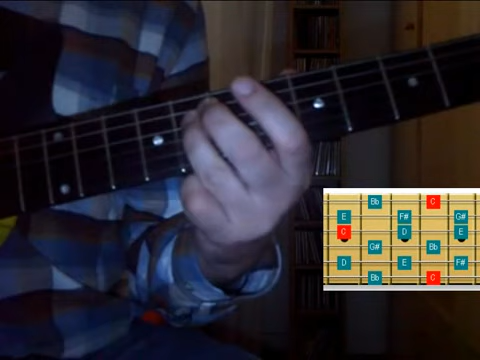 Bb C
E F# G#
C D E
G# Bb
D E F#
Bb C